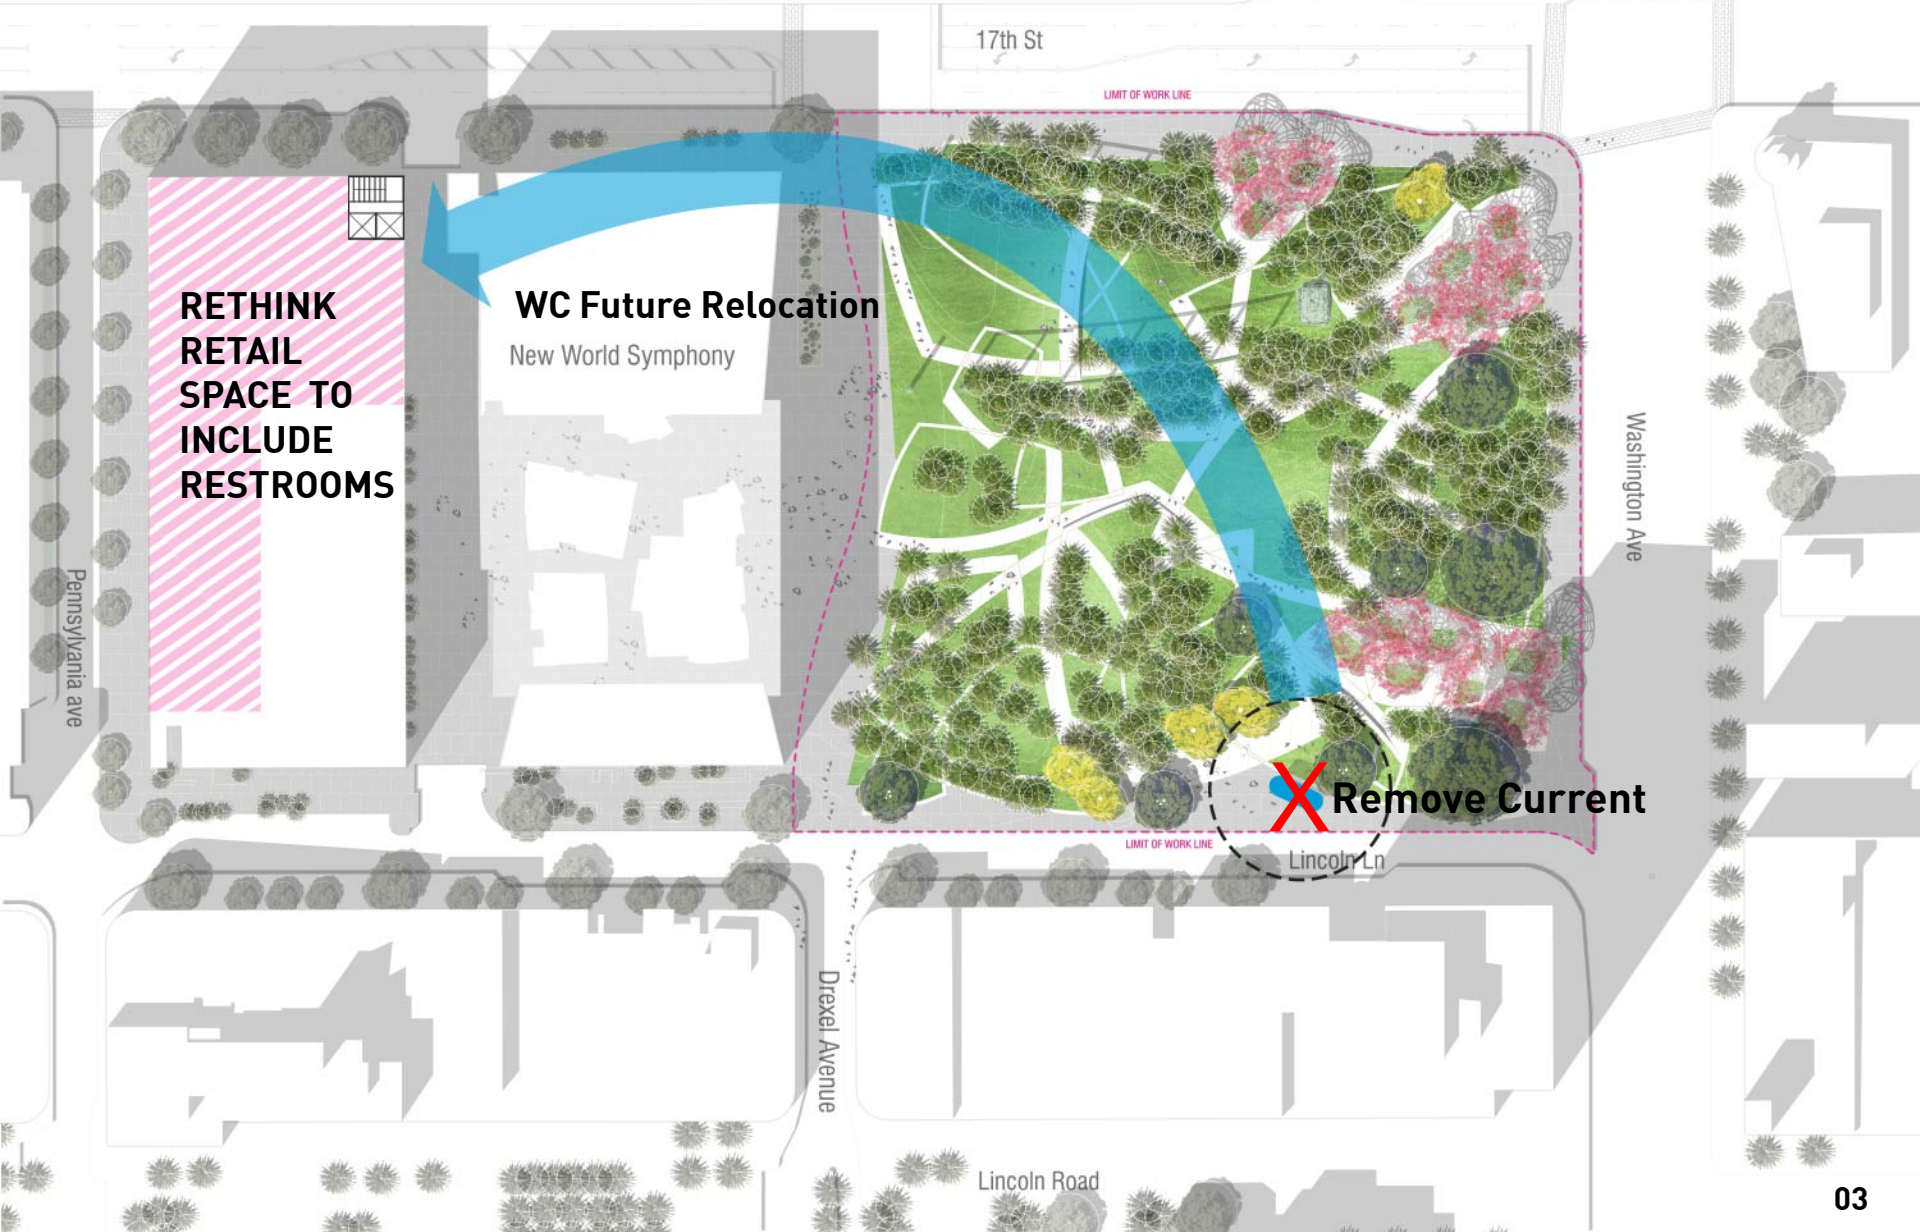 17th St
LIMIT OF WORK LINE
RETHINK
RETAIL
SPACE TO
INCLUDE
RESTROOMS
WC Future Relocation
New World Symphony
Washington Ave
Pennsylvania ave
X Remove Current
LIMIT OF WORK LINE
Lincoln Ln
Drexel Avenue
Lincoln Road
03